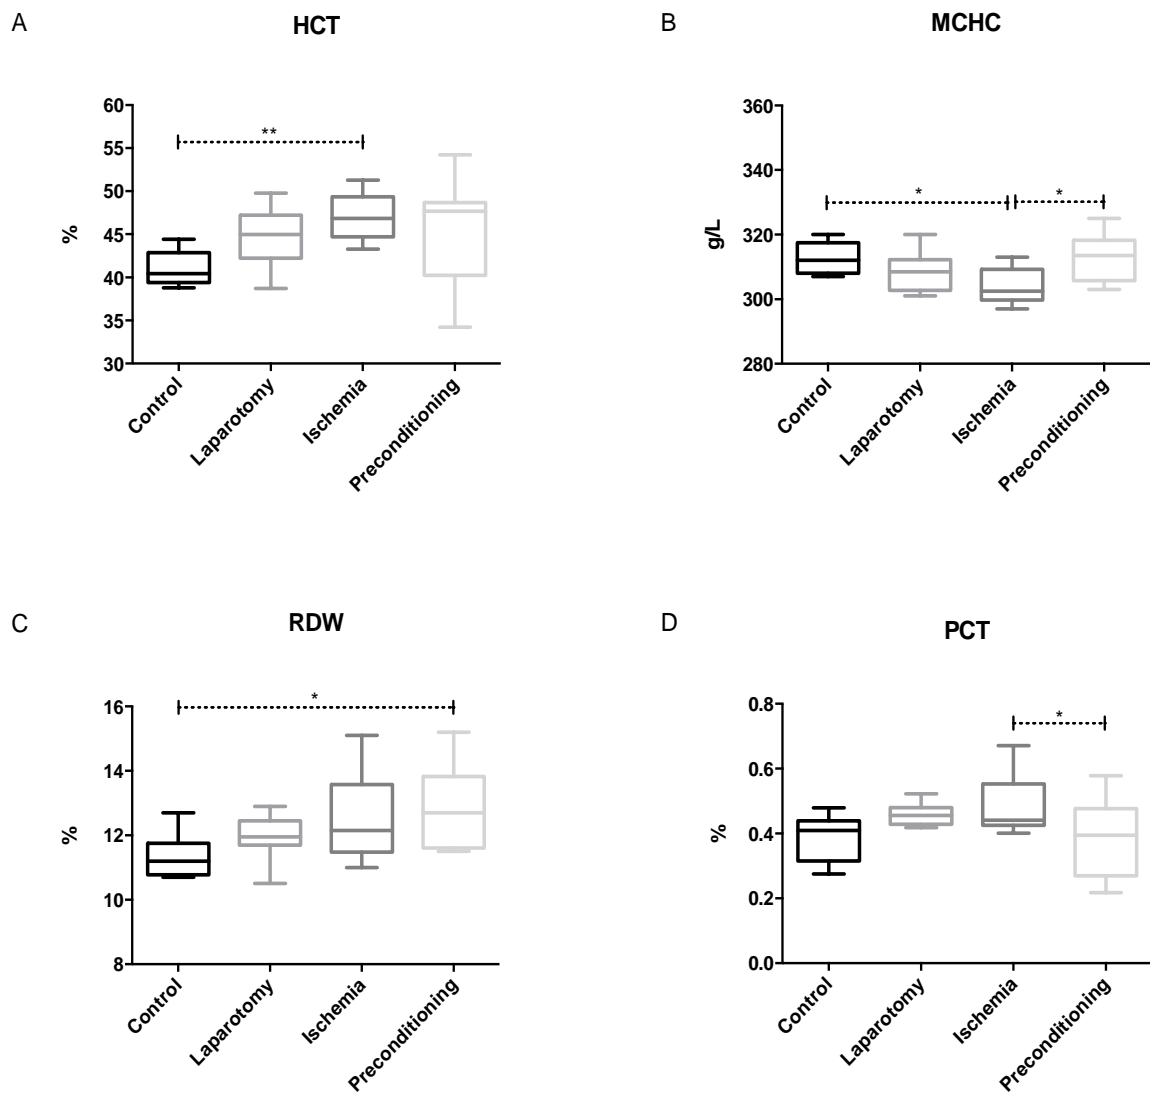 A
HCT
60
55
50
45
40
35
30
%
**
Control
Laparotomy
Ischemia
Preconditioning
B
MCHC
360
340
320
300
280
g/L
*
*
Control
Laparotomy
Ischemia
Preconditioning
C
RDW
16
14
12
10
8
%
*
Control
Laparotomy
Ischemia
Preconditioning
D
PCT
0.8
0.6
0.4
0.2
0.0
%
*
Control
Laparotomy
Ischemia
Preconditioning